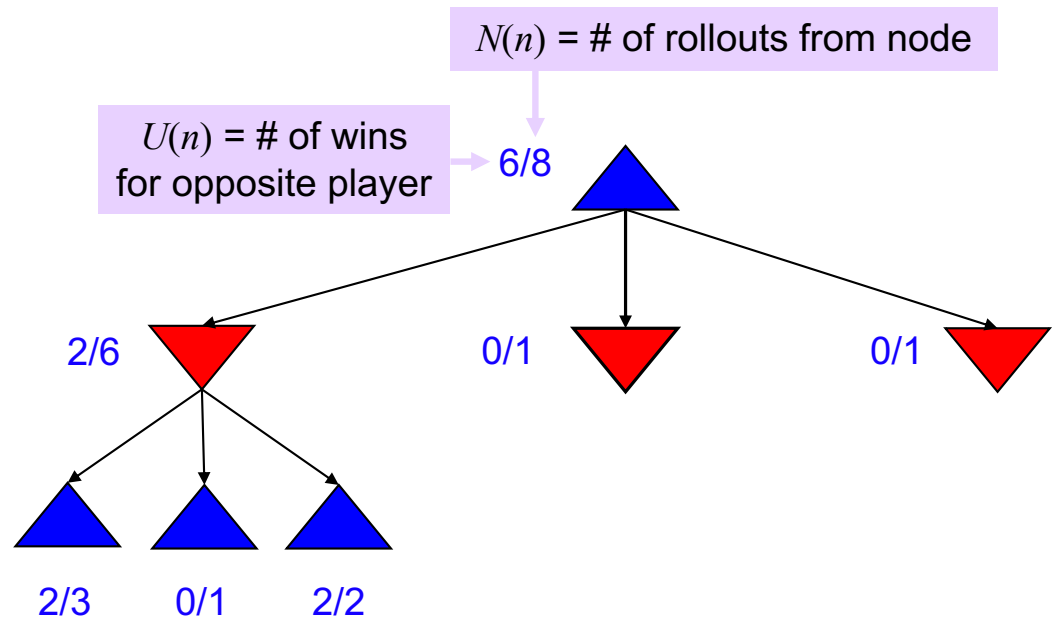 N(n) = # of rollouts from node
U(n) = # of wins
for opposite player
6/8
2/6
0/1
0/1
2/3
0/1
2/2